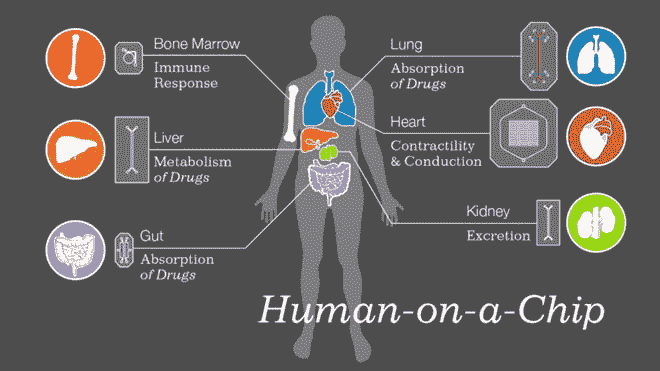 Bone Marrow
Immune
Response
Liver
Metabolism
of Drugs
Gut
Absorption
of Drugs
Lung
Absorption
of Drugs
Heart
Contractility
& Conduction
Kidney
Excretion
Human-on-a-Chip